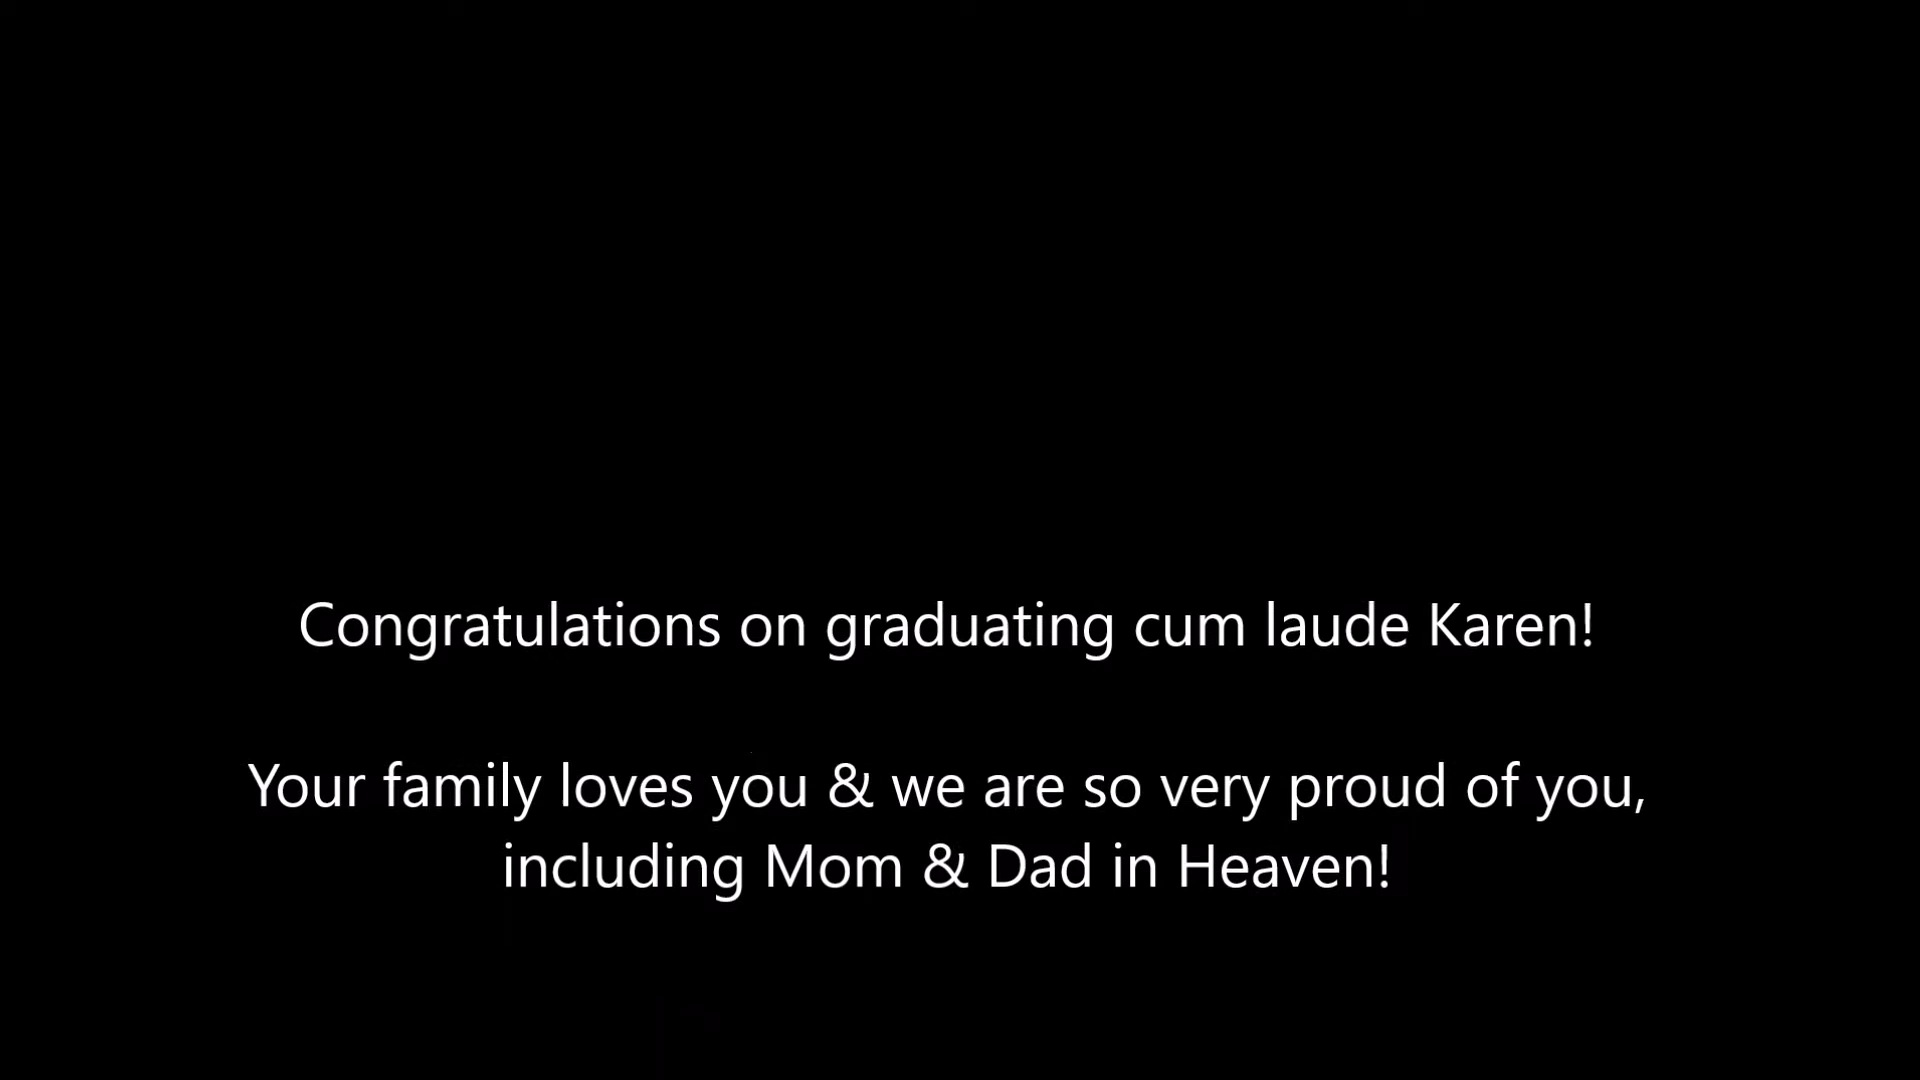 Congratulations on graduating cum laude Karen!
Your family loves you & we are so very proud of you,
including Mom & Dad in Heaven!